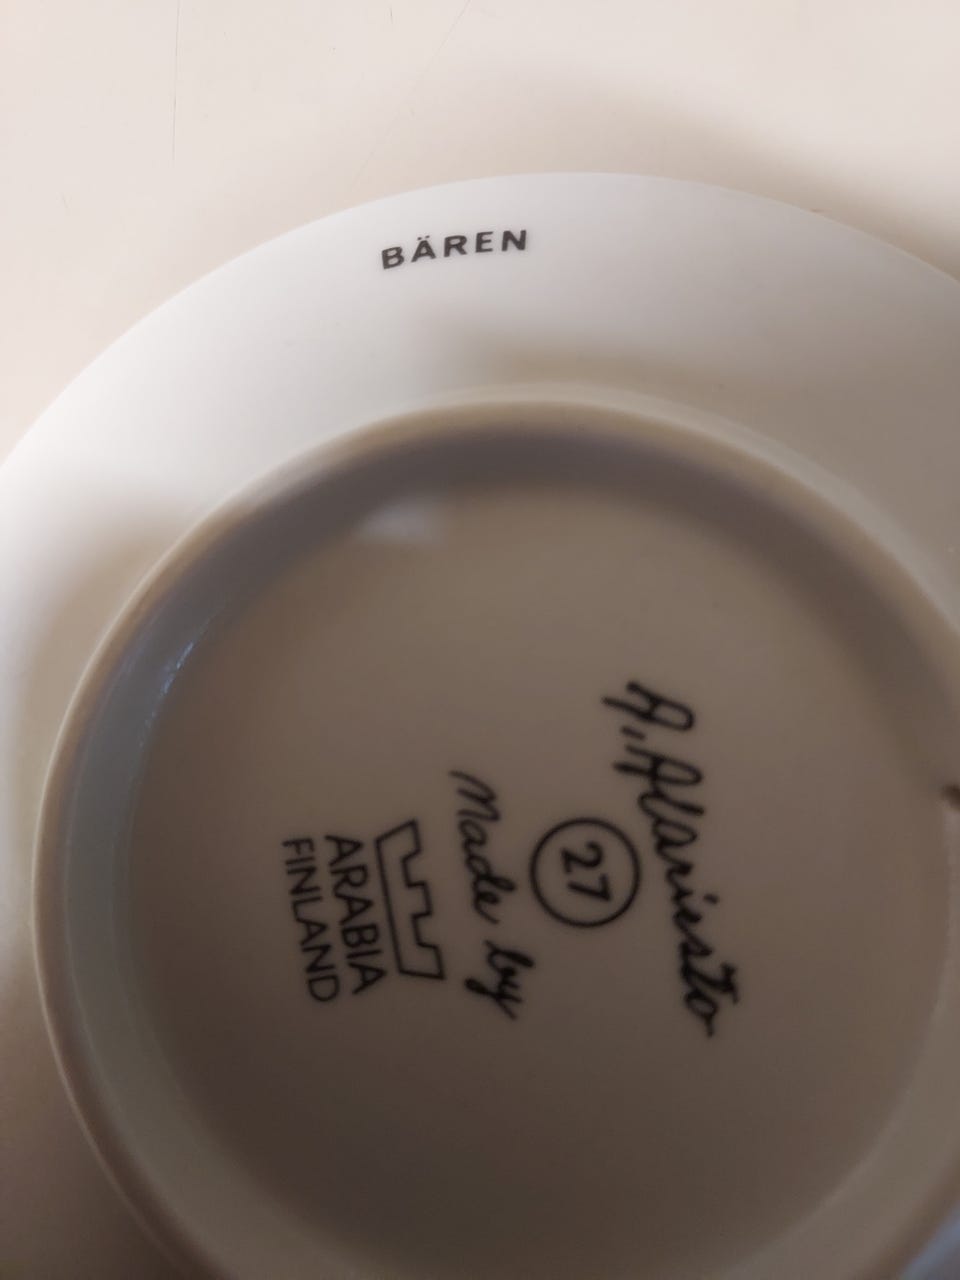 BÄREN
A. Alariesto
27
Made by
ARABIA
FINLAND